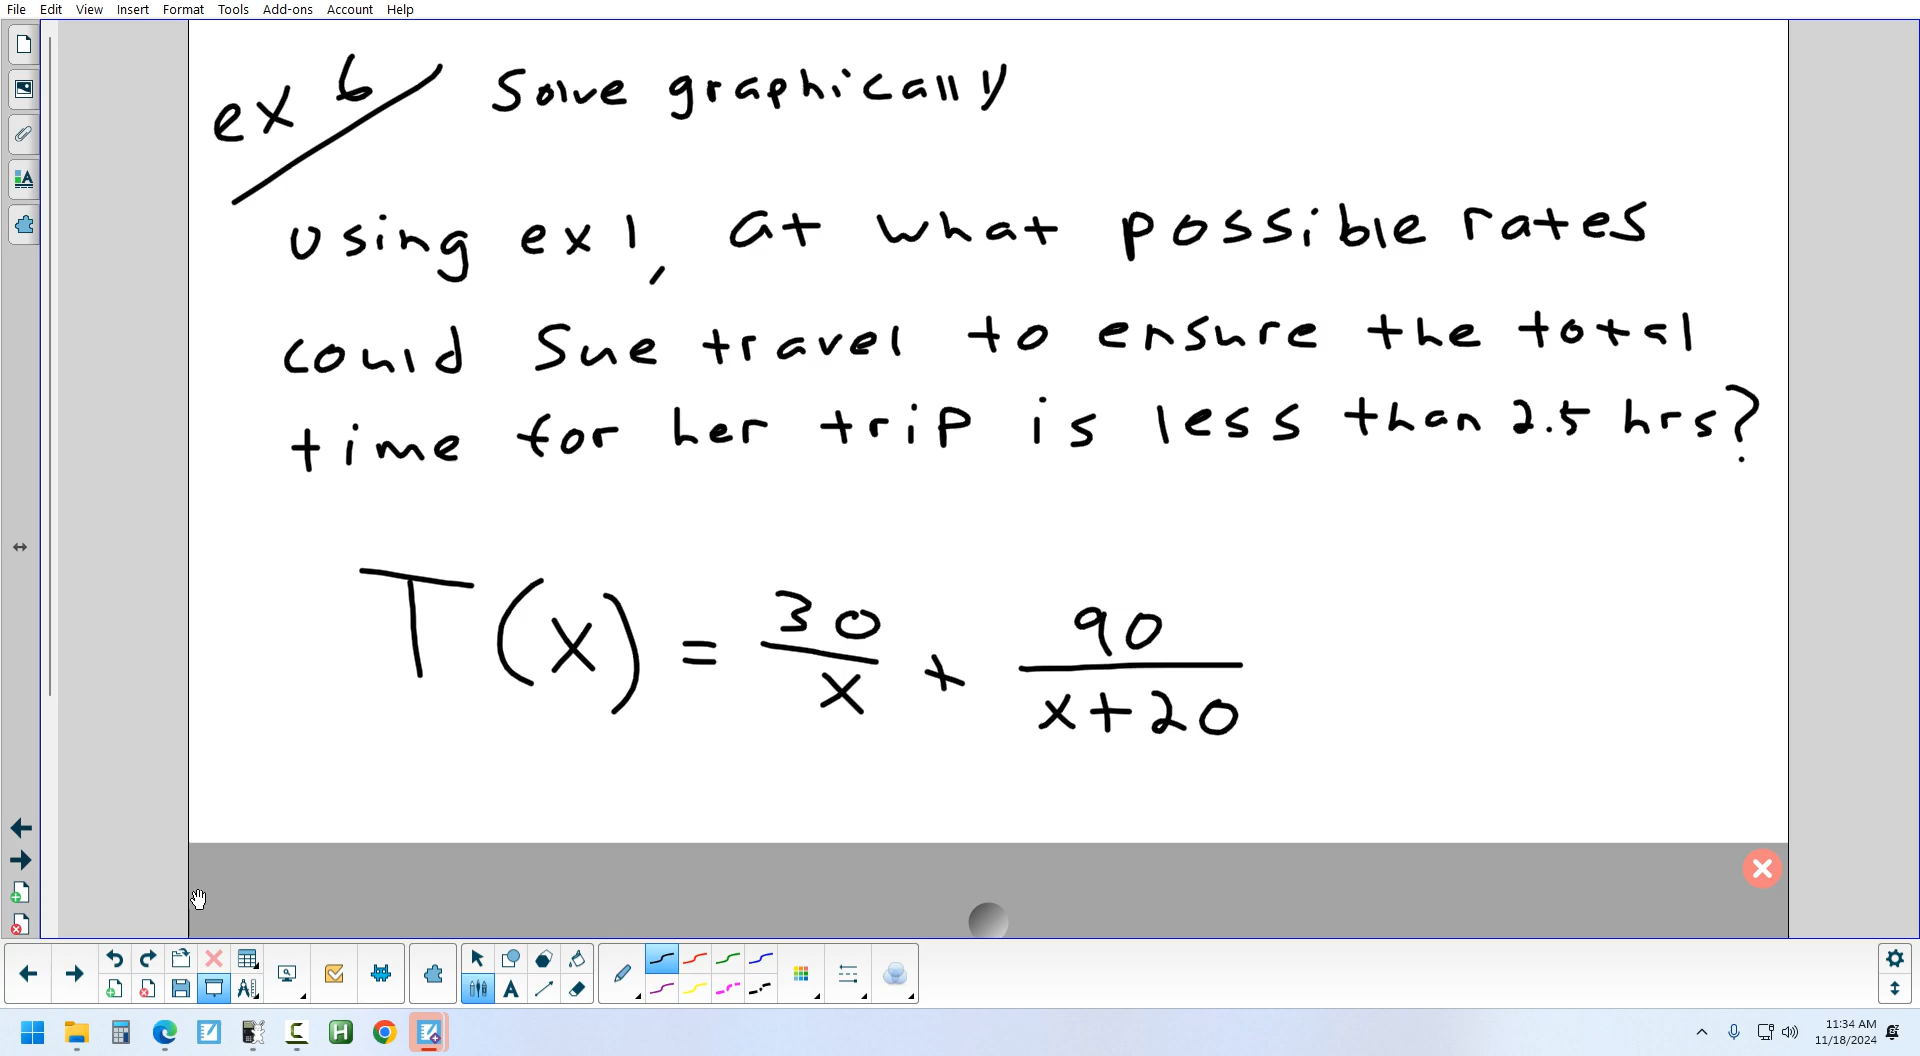 File Edit View Insert Format Tools Add-ons Account Help
ex 6 Solve graphically
Using ex 1, at what possible rates
could Sue travel to ensure the total
time for her trip is less than 2.5 hrs?
T(x) = 30/x + 90/(x+20)
11:34 AM
11/18/2024